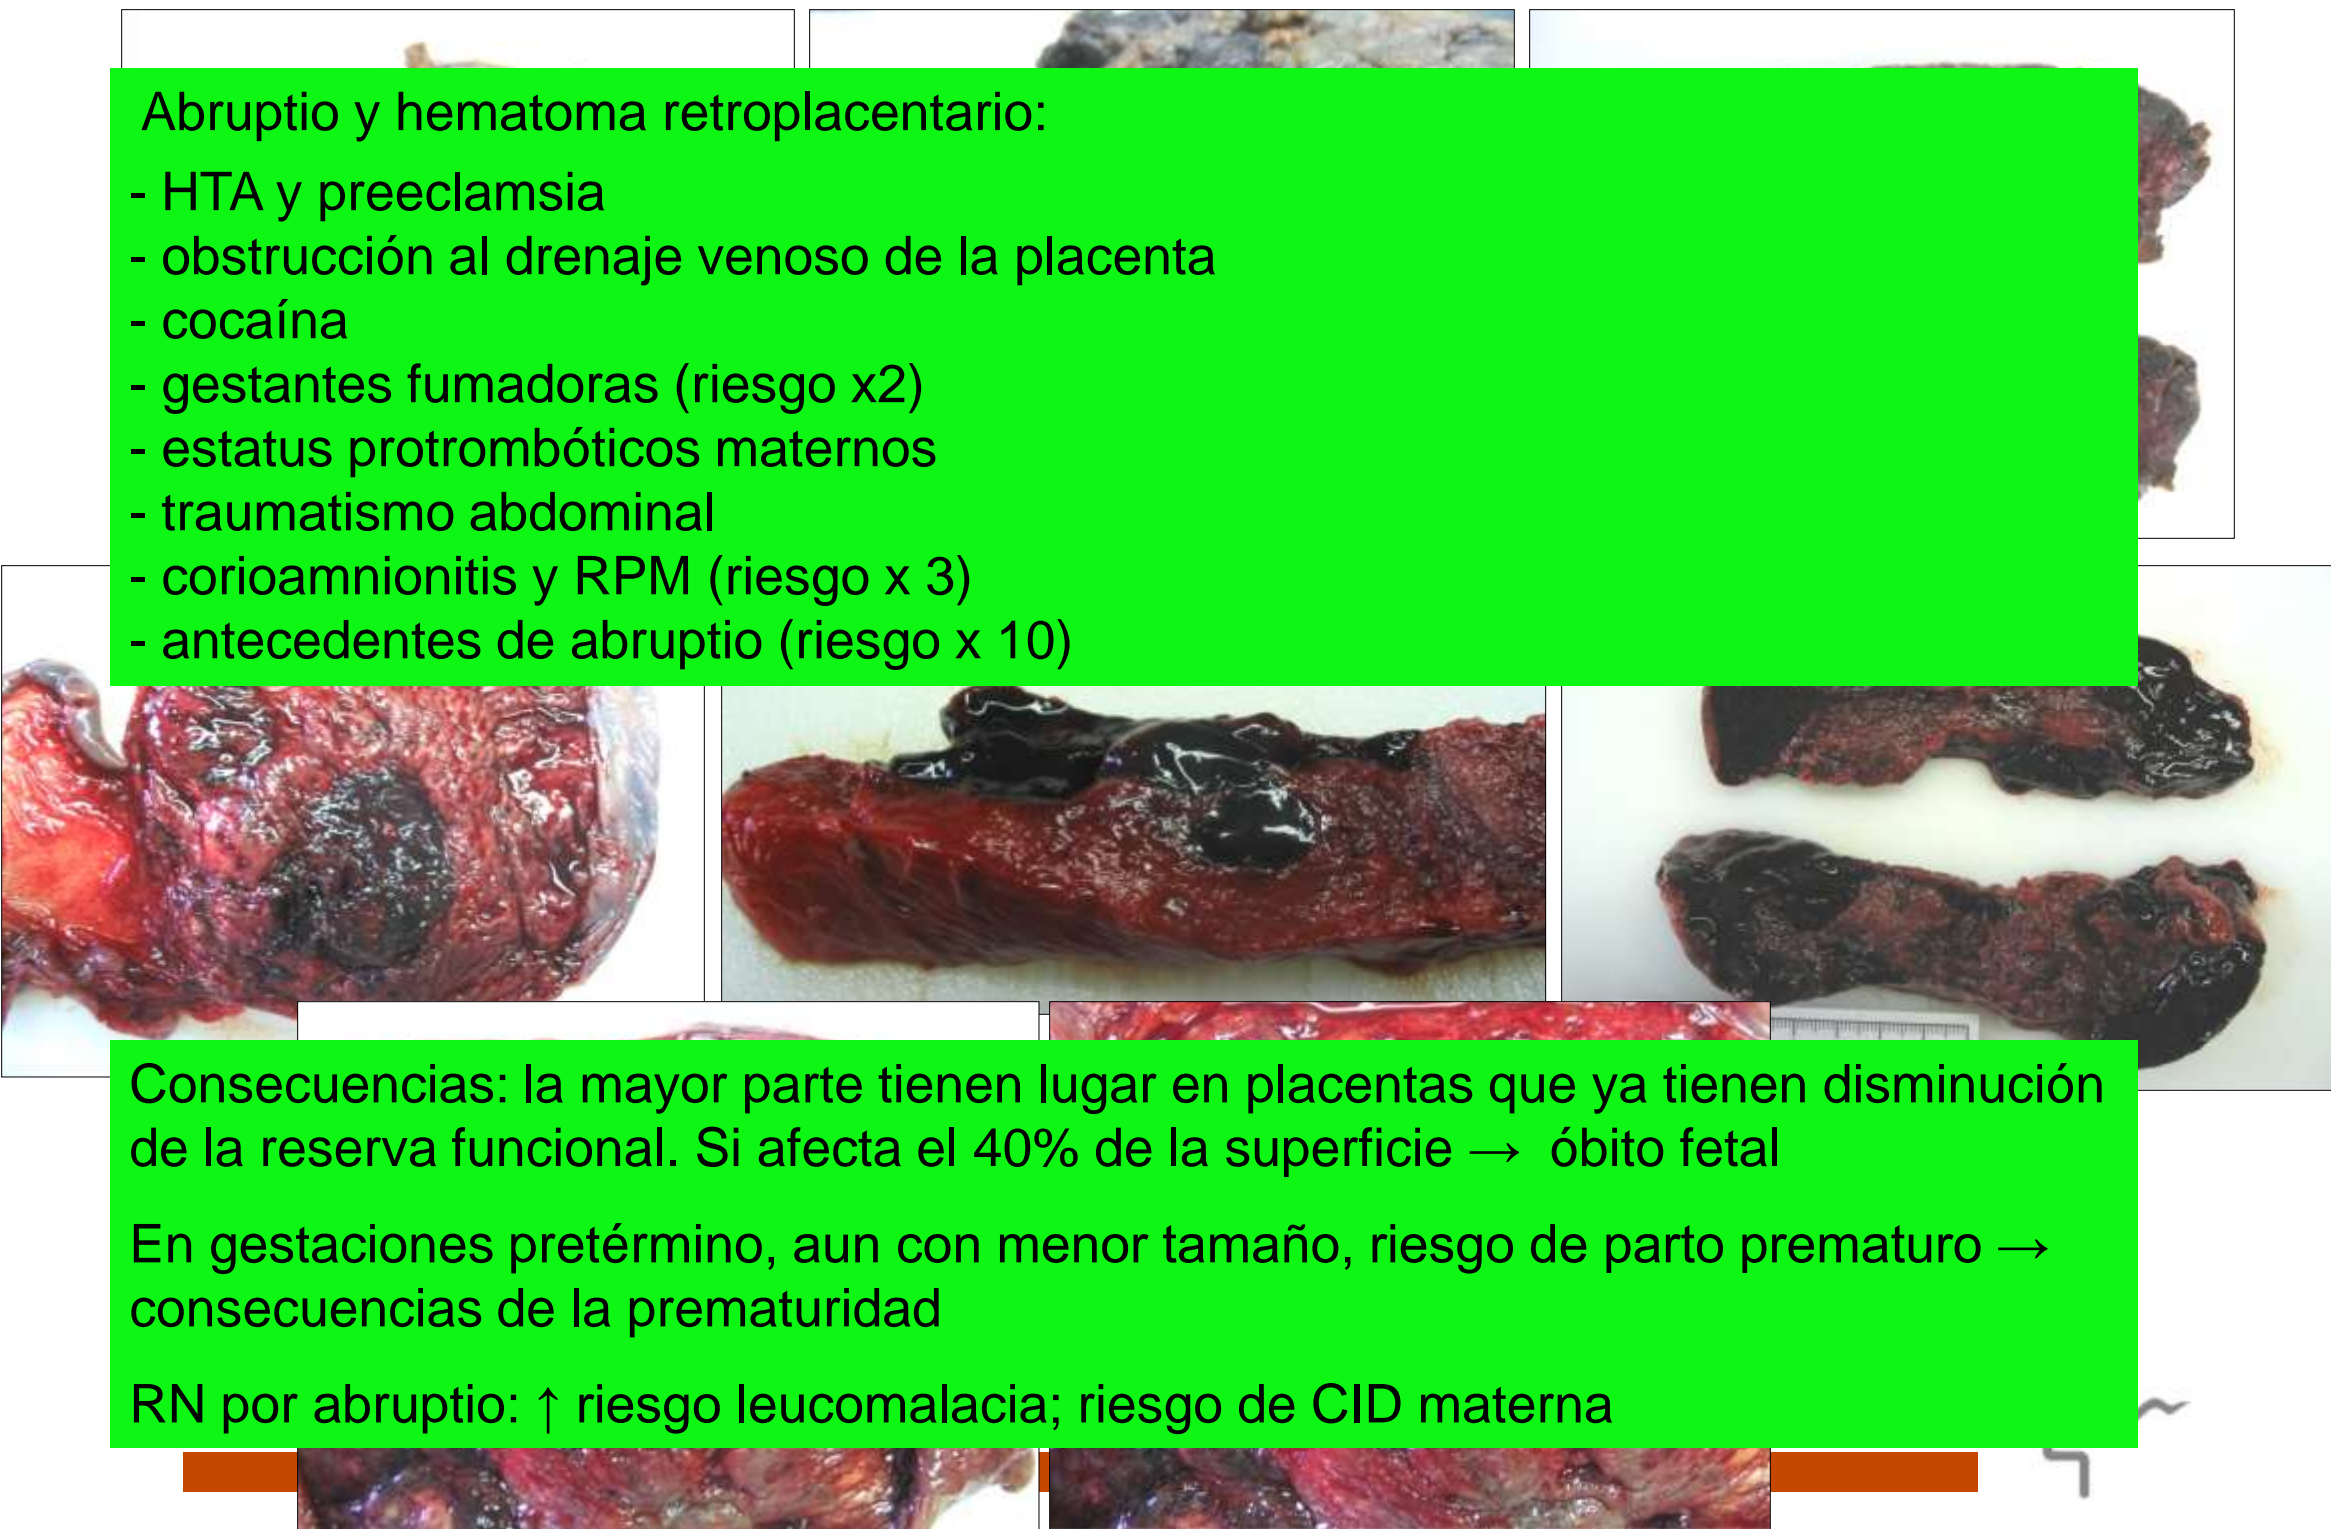 Abruptio y hematoma retroplacentario:
- HTA y preeclamsia
- obstrucción al drenaje venoso de la placenta
- cocaína
- gestantes fumadoras (riesgo x2)
- estatus protrombóticos maternos
- traumatismo abdominal
- corioamnionitis y RPM (riesgo x 3)
- antecedentes de abruptio (riesgo x 10)
Consecuencias: la mayor parte tienen lugar en placentas que ya tienen disminución
de la reserva funcional. Si afecta el 40% de la superficie → óbito fetal
En gestaciones pretérmino, aun con menor tamaño, riesgo de parto prematuro →
consecuencias de la prematuridad
RN por abruptio: ↑ riesgo leucomalacia; riesgo de CID materna